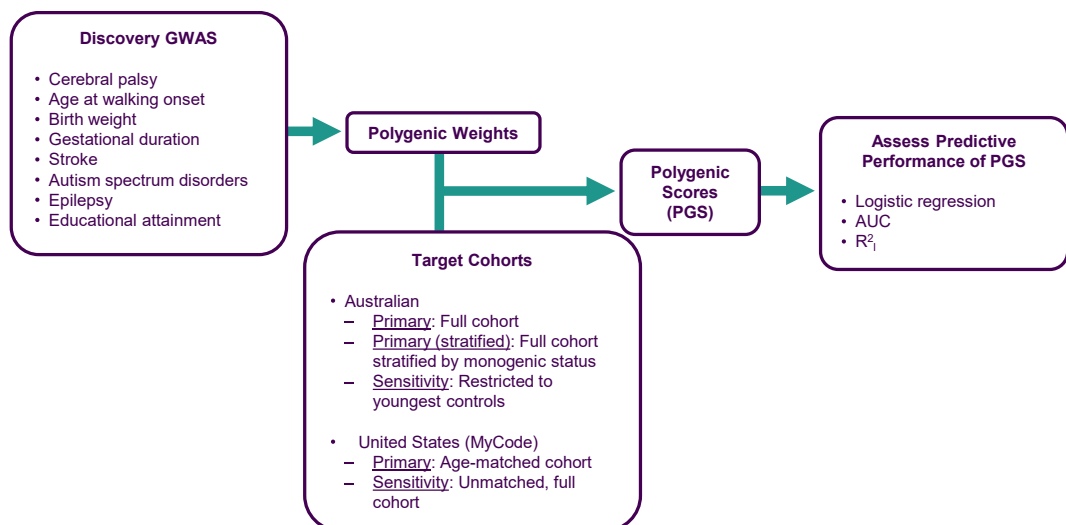 Discovery GWAS
• Cerebral palsy
• Age at walking onset
• Birth weight
• Gestational duration
• Stroke
• Autism spectrum disorders
• Epilepsy
• Educational attainment
Polygenic Weights
Target Cohorts
• Australian
– Primary: Full cohort
– Primary (stratified): Full cohort
stratified by monogenic status
– Sensitivity: Restricted to
youngest controls
• United States (MyCode)
– Primary: Age-matched cohort
– Sensitivity: Unmatched, full
cohort
Polygenic
Scores
(PGS)
Assess Predictive
Performance of PGS
• Logistic regression
• AUC
• R²ₗ